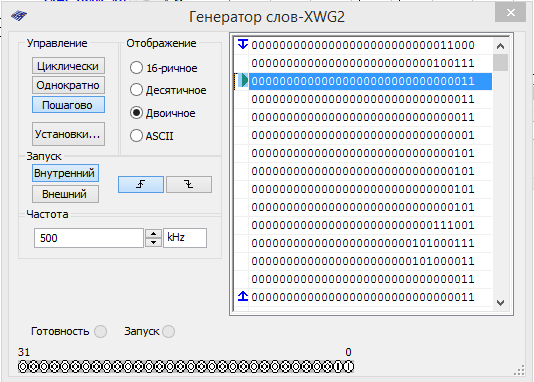 Генератор слов-XWG2
Управление
Циклически
Однократно
Пошагово
Установки...
Отображение
16-ричное
Десятичное
Двоичное
ASCII
Запуск
Внутренний
Внешний
Частота
500
kHz
00000000000000000000000000011000
00000000000000000000000000100111
00000000000000000000000000000011
00000000000000000000000000000011
00000000000000000000000000000011
00000000000000000000000000000001
00000000000000000000000000000101
00000000000000000000000000000101
00000000000000000000000000000101
00000000000000000000000000000101
00000000000000000000000000111001
00000000000000000000000101000111
00000000000000000000000101000011
00000000000000000000000000000011
00000000000000000000000000000011
Готовность
Запуск
31 0
00000000000000000000000000000011